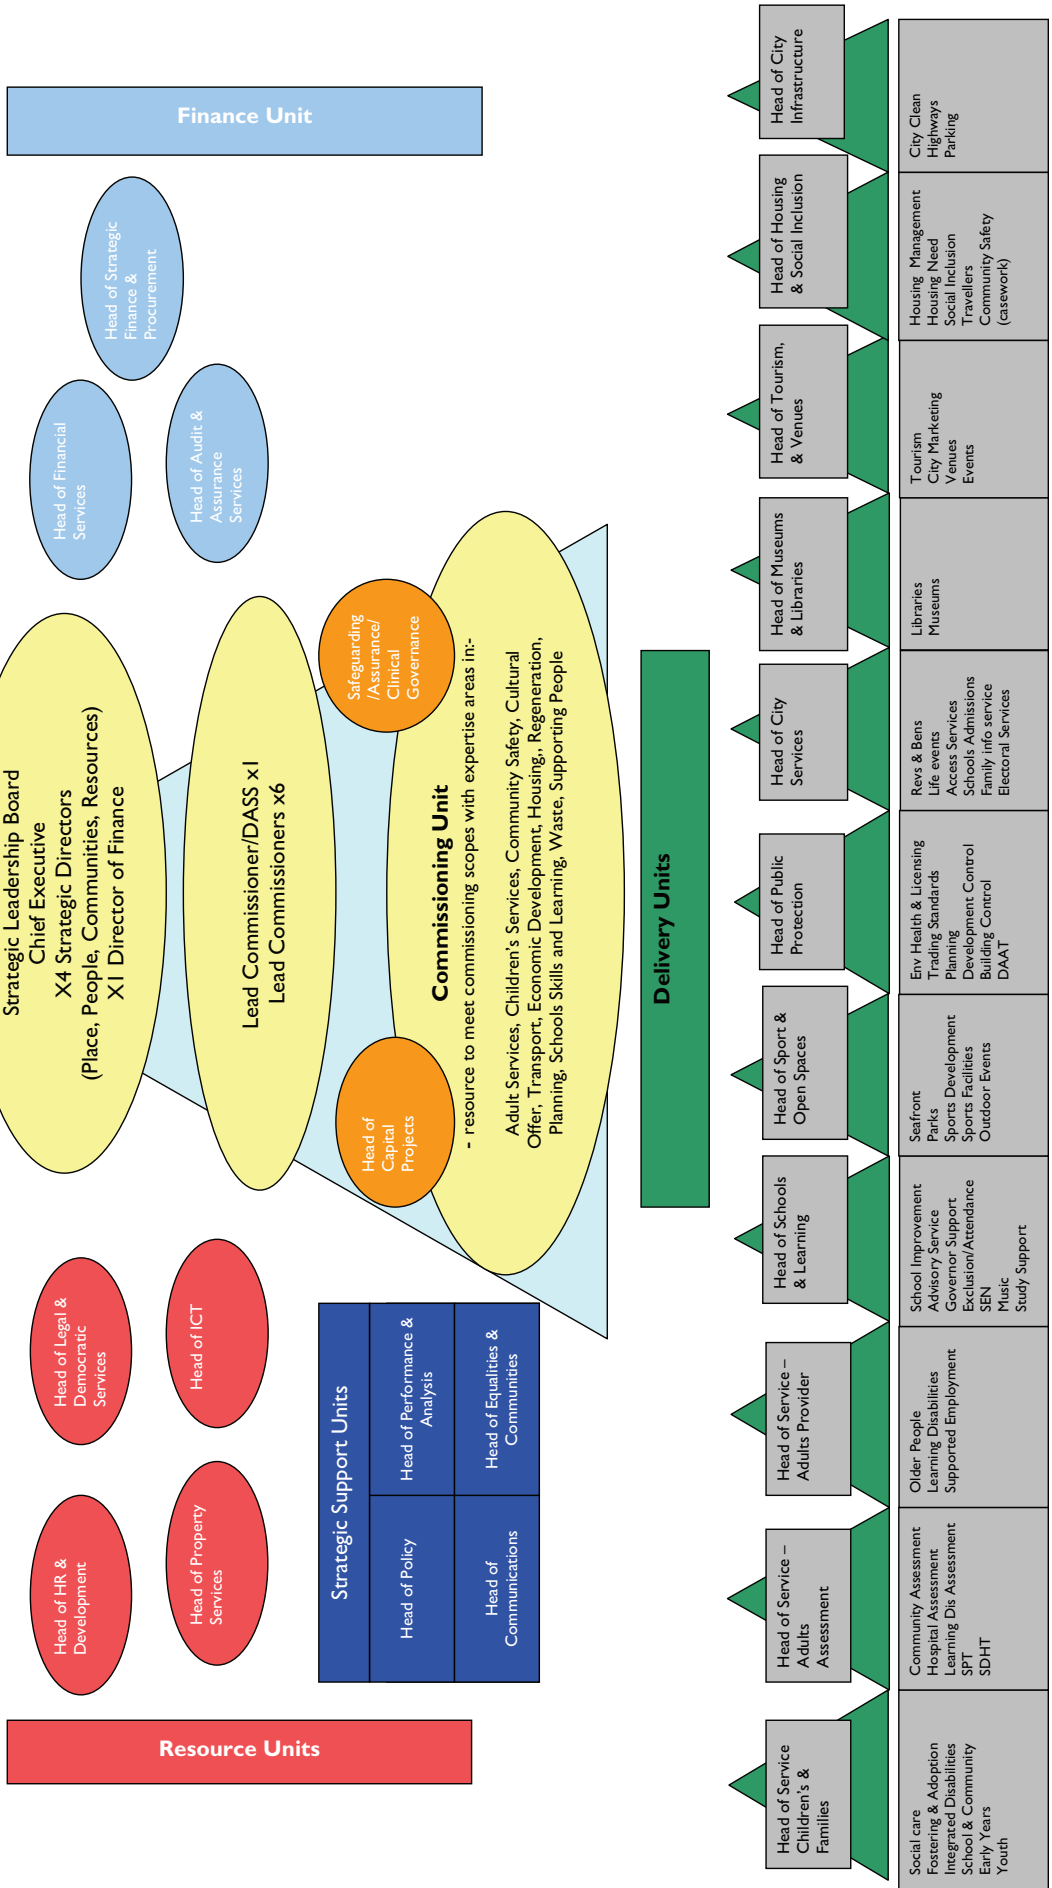 Strategic Leadership Board
Chief Executive
X4 Strategic Directors
(Place, People, Communities, Resources)
X1 Director of Finance
Resource Units
Head of HR &
Development
Head of Legal &
Democratic
Services
Head of Property
Services
Head of ICT
Finance Unit
Head of Financial
Services
Head of Strategic
Finance &
Procurement
Head of Audit &
Assurance
Services
Lead Commissioner/DASS x1
Lead Commissioners x6
Strategic Support Units
Head of Policy
Head of Performance &
Analysis
Head of
Communications
Head of Equalities &
Communities
Head of
Capital
Projects
Safeguarding
/Assurance/
Clinical
Governance
Commissioning Unit
- resource to meet commissioning scopes with expertise areas in:-
Adult Services, Children's Services, Community Safety, Cultural
Offer, Transport, Economic Development, Housing,, Regeneration,
Planning, Schools Skills and Learning, Waste, Supporting People
Delivery Units
Head of Service
Children's &
Families
Head of Service –
Adults
Assessment
Head of Service –
Adults Provider
Head of Schools
& Learning
Head of Sport &
Open Spaces
Head of Public
Protection
Head of City
Services
Head of Museums
& Libraries
Head of Tourism,
& Venues
Head of Housing
& Social Inclusion
Head of City
Infrastructure
Social care
Fostering & Adoption
Integrated Disabilities
School & Community
Early Years
Youth
Community Assessment
Hospital Assessment
Learning Dis Assessment
SPT
SDHT
Older People
Learning Disabilities
Supported Employment
School Improvement
Advisory Service
Governor Support
Exclusion/Attendance
SEN
Music
Study Support
Seafront
Parks
Sports Development
Sports Facilities
Outdoor Events
Env Health & Licensing
Trading Standards
Planning
Development Control
Building Control
DAAT
Revs & Bens
Life events
Access Services
Schools Admissions
Family info service
Electoral Services
Libraries
Museums
Tourism
City Marketing
Venues
Events
Housing Management
Housing Need
Social Inclusion
Travellers
Community Safety
(casework)
City Clean
Highways
Parking